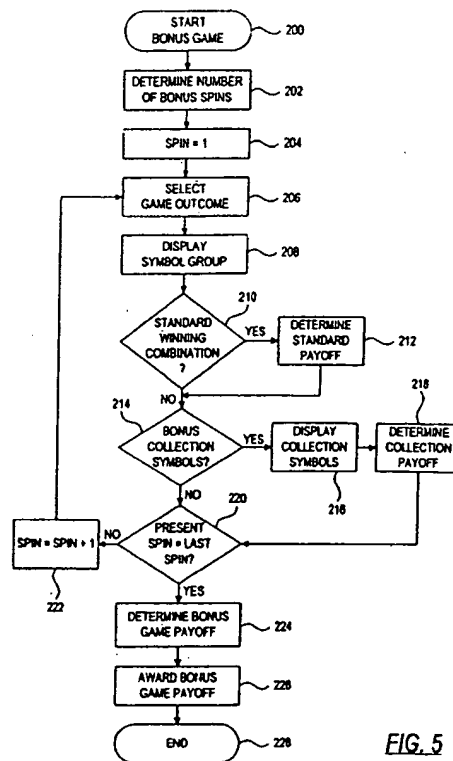 START
BONUS GAME
200
DETERMINE NUMBER
OF BONUS SPINS
202
SPIN = 1
204
SELECT
GAME OUTCOME
206
DISPLAY
SYMBOL GROUP
208
210
STANDARD
WINNING
COMBINATION
?
YES
DETERMINE
STANDARD
PAYOFF
212
NO
214
BONUS
COLLECTION
SYMBOLS?
YES
DISPLAY
COLLECTION
SYMBOLS
216
218
DETERMINE
COLLECTION
PAYOFF
NO
220
PRESENT
SPIN = LAST
SPIN?
NO
SPIN = SPIN + 1
222
YES
DETERMINE BONUS
GAME PAYOFF
224
AWARD BONUS
GAME PAYOFF
226
END
228
FIG. 5